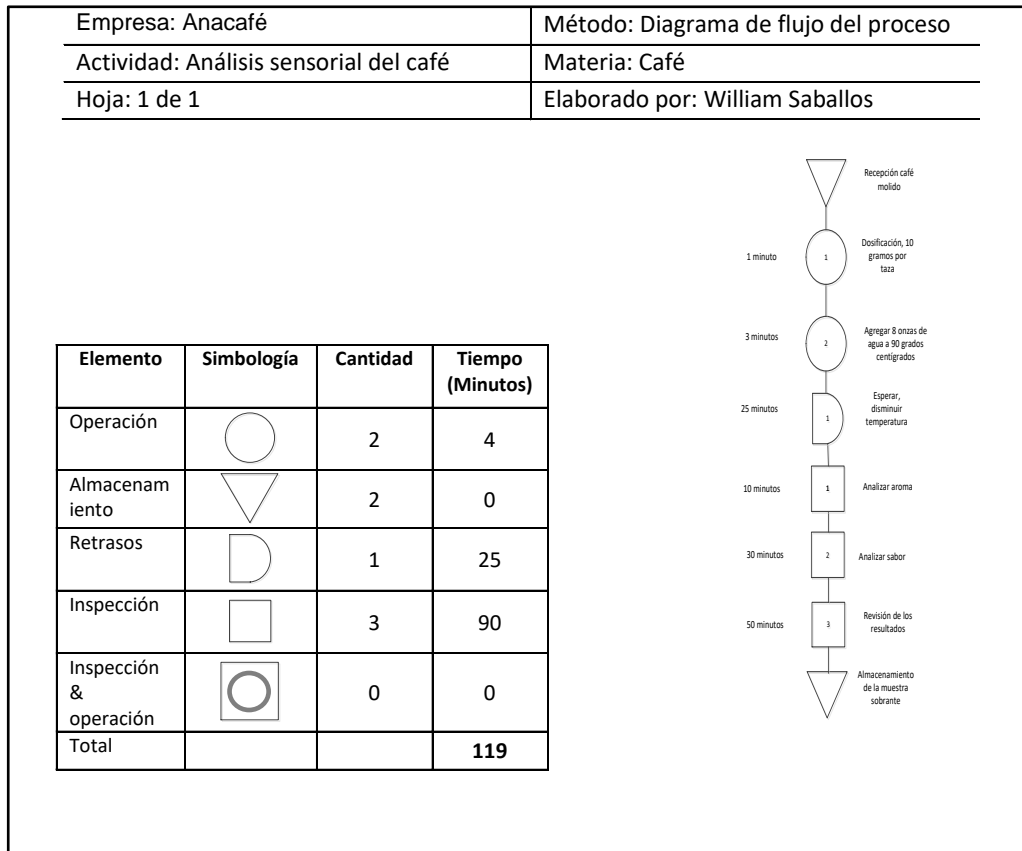 Empresa: Anacafé
Método: Diagrama de flujo del proceso
Actividad: Análisis sensorial del café
Materia: Café
Hoja: 1 de 1
Elaborado por: William Saballos
Recepción café
molido
1 minuto
1
Dosificación, 10
gramos por
taza
3 minutos
2
Agregar 8 onzas de
agua a 90 grados
centígrados
25 minutos
1
Esperar,
disminuir
temperatura
10 minutos
1
Analizar aroma
30 minutos
2
Analizar sabor
50 minutos
3
Revisión de los
resultados
Almacenamiento
de la muestra
sobrante
Elemento
Simbología
Cantidad
Tiempo
(Minutos)
Operación
2
4
Almacenam
iento
2
0
Retrasos
1
25
Inspección
3
90
Inspección
&
operación
0
0
Total
119